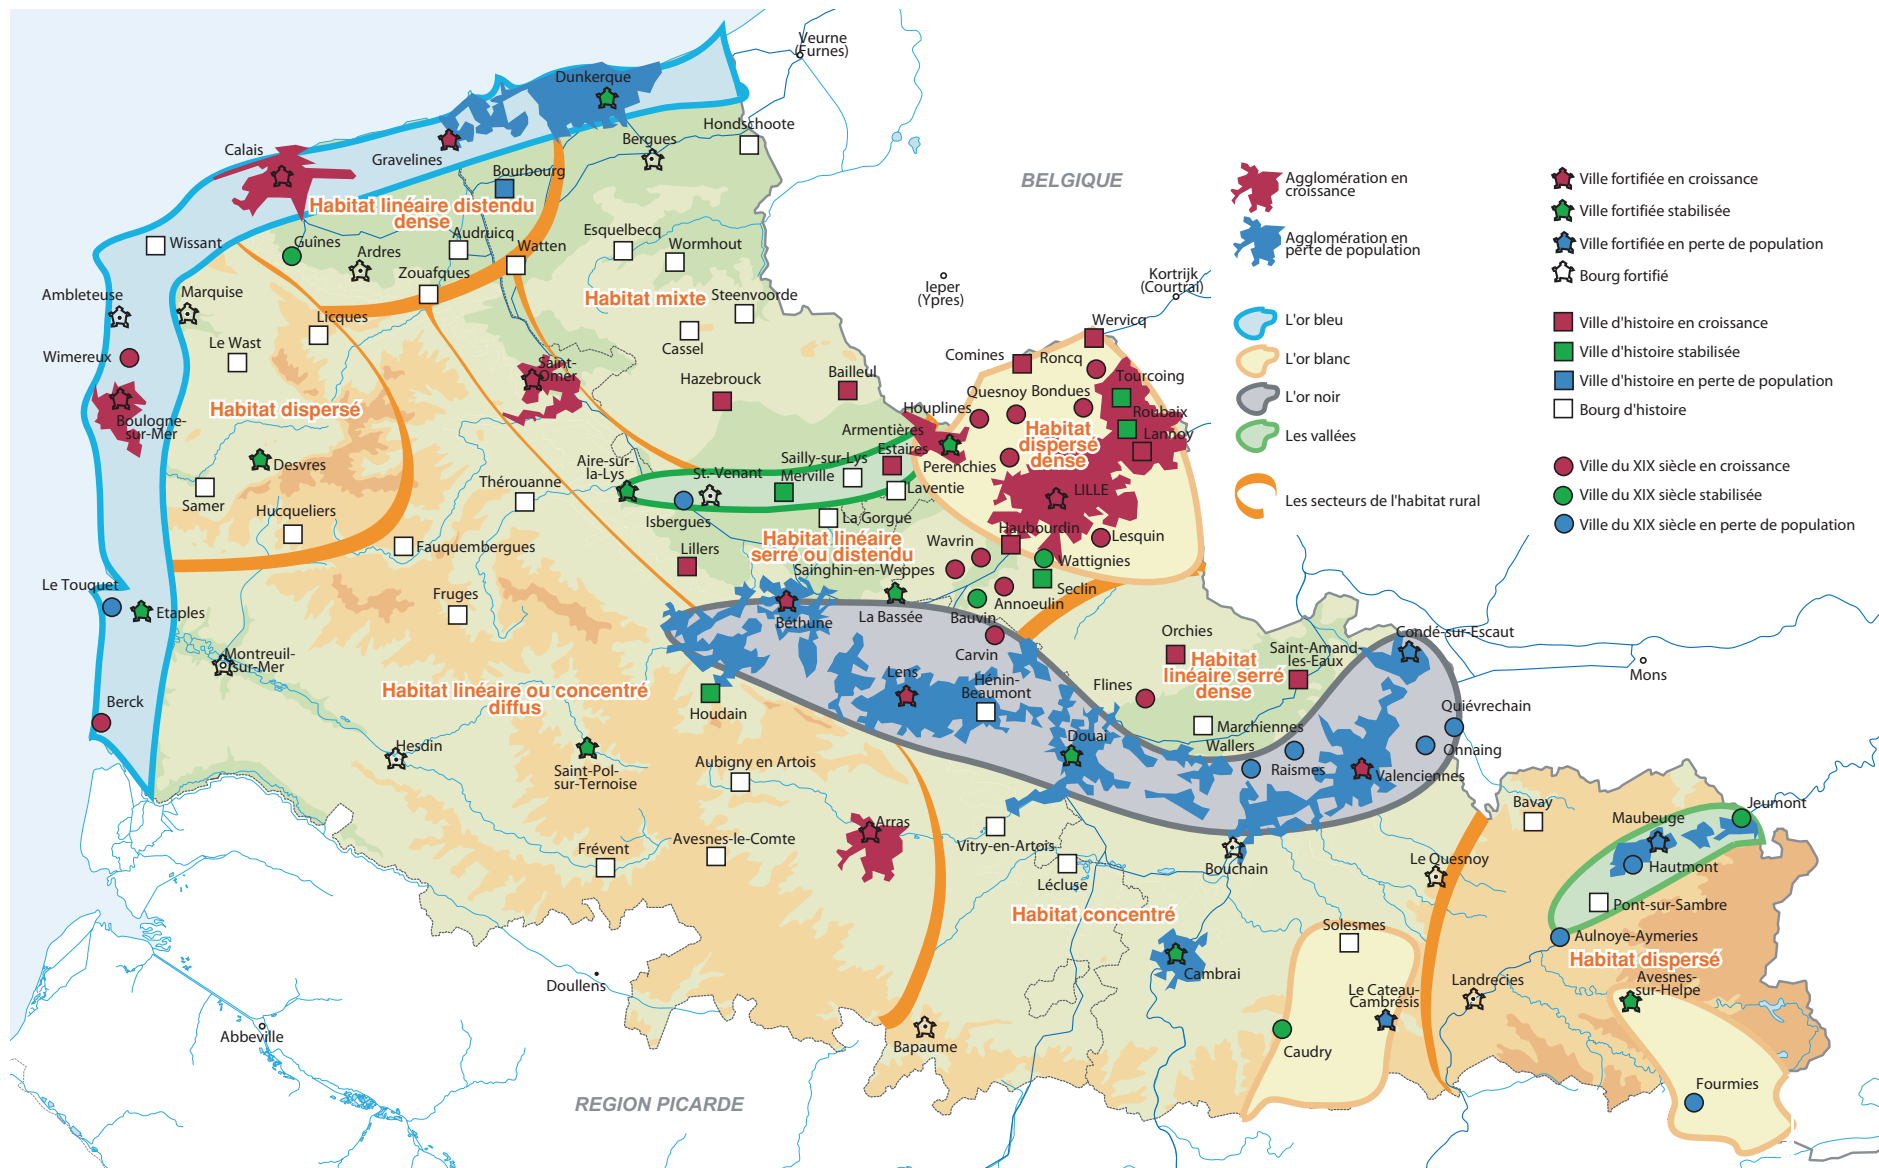 Veurne
(Furnes)
Dunkerque
Hondschoote
Bergues
Calais
Gravelines
Bourbourg
BELGIQUE
Habitat linéaire distendu
dense
Wissant
Guînes
Audruicq
Ardres
Watten
Zouafques
Esquelbecq
Wormhout
Habitat mixte
Steenvoorde
Cassel
Ieper
(Ypres)
Kortrijk
(Courtrai)
Ambleteuse
Marquise
Licques
Le Wast
Wimereux
Boulogne-
sur-Mer
Habitat dispersé
Saint-
Omer
Hazebrouck
Bailleul
Wervicq
Comines
Roncq
Tourcoing
Quesnoy
Bondues
Houplines
Roubaix
Armentières
Habitat
dispersé
dense
Lannoy
Estaires
Perenchies
LILLE
Desvres
Samer
Hucqueliers
Thérouanne
Aire-sur-
la-Lys
St.-Venant
Sailly-sur-Lys
Merville
Laventie
Isbergues
La Gorgue
Habitat linéaire
serré ou distendu
Haubourdin
Lesquin
Wavrin
Wattignies
Sainghin-en-Weppes
Seclin
Fauquembergues
Lillers
Annoeulin
Le Touquet
Etaples
Fruges
Béthune
La Bassée
Bauvin
Carvin
Montreuil-
sur-Mer
Habitat linéaire ou concentré
diffus
Berck
Houdain
Lens
Hénin-
Beaumont
Flines
Orchies
Habitat
linéaire serré
dense
Saint-Amand-
les-Eaux
Condé-sur-Escaut
Mons
Quiévrechain
Onnaing
Marchiennes
Wallers
Raismes
Valenciennes
Douai
Hesdin
Saint-Pol-
sur-Ternoise
Aubigny en Artois
Arras
Avesnes-le-Comte
Frévent
Vitry-en-Artois
Lécluse
Bouchain
Le Quesnoy
Bavay
Maubeuge
Jeumont
Hautmont
Pont-sur-Sambre
Aulnoye-Aymeries
Habitat dispersé
Habitat concentré
Solesmes
Cambrai
Le Cateau-
Cambrésis
Landrecies
Avesnes-
sur-Helpe
Caudry
Fourmies
Doullens
Bapaume
Abbeville
REGION PICARDE
Agglomération en
croissance
Agglomération en
perte de population
L'or bleu
L'or blanc
L'or noir
Les vallées
Les secteurs de l'habitat rural
Ville fortifiée en croissance
Ville fortifiée stabilisée
Ville fortifiée en perte de population
Bourg fortifié
Ville d'histoire en croissance
Ville d'histoire stabilisée
Ville d'histoire en perte de population
Bourg d'histoire
Ville du XIX siècle en croissance
Ville du XIX siècle stabilisée
Ville du XIX siècle en perte de population